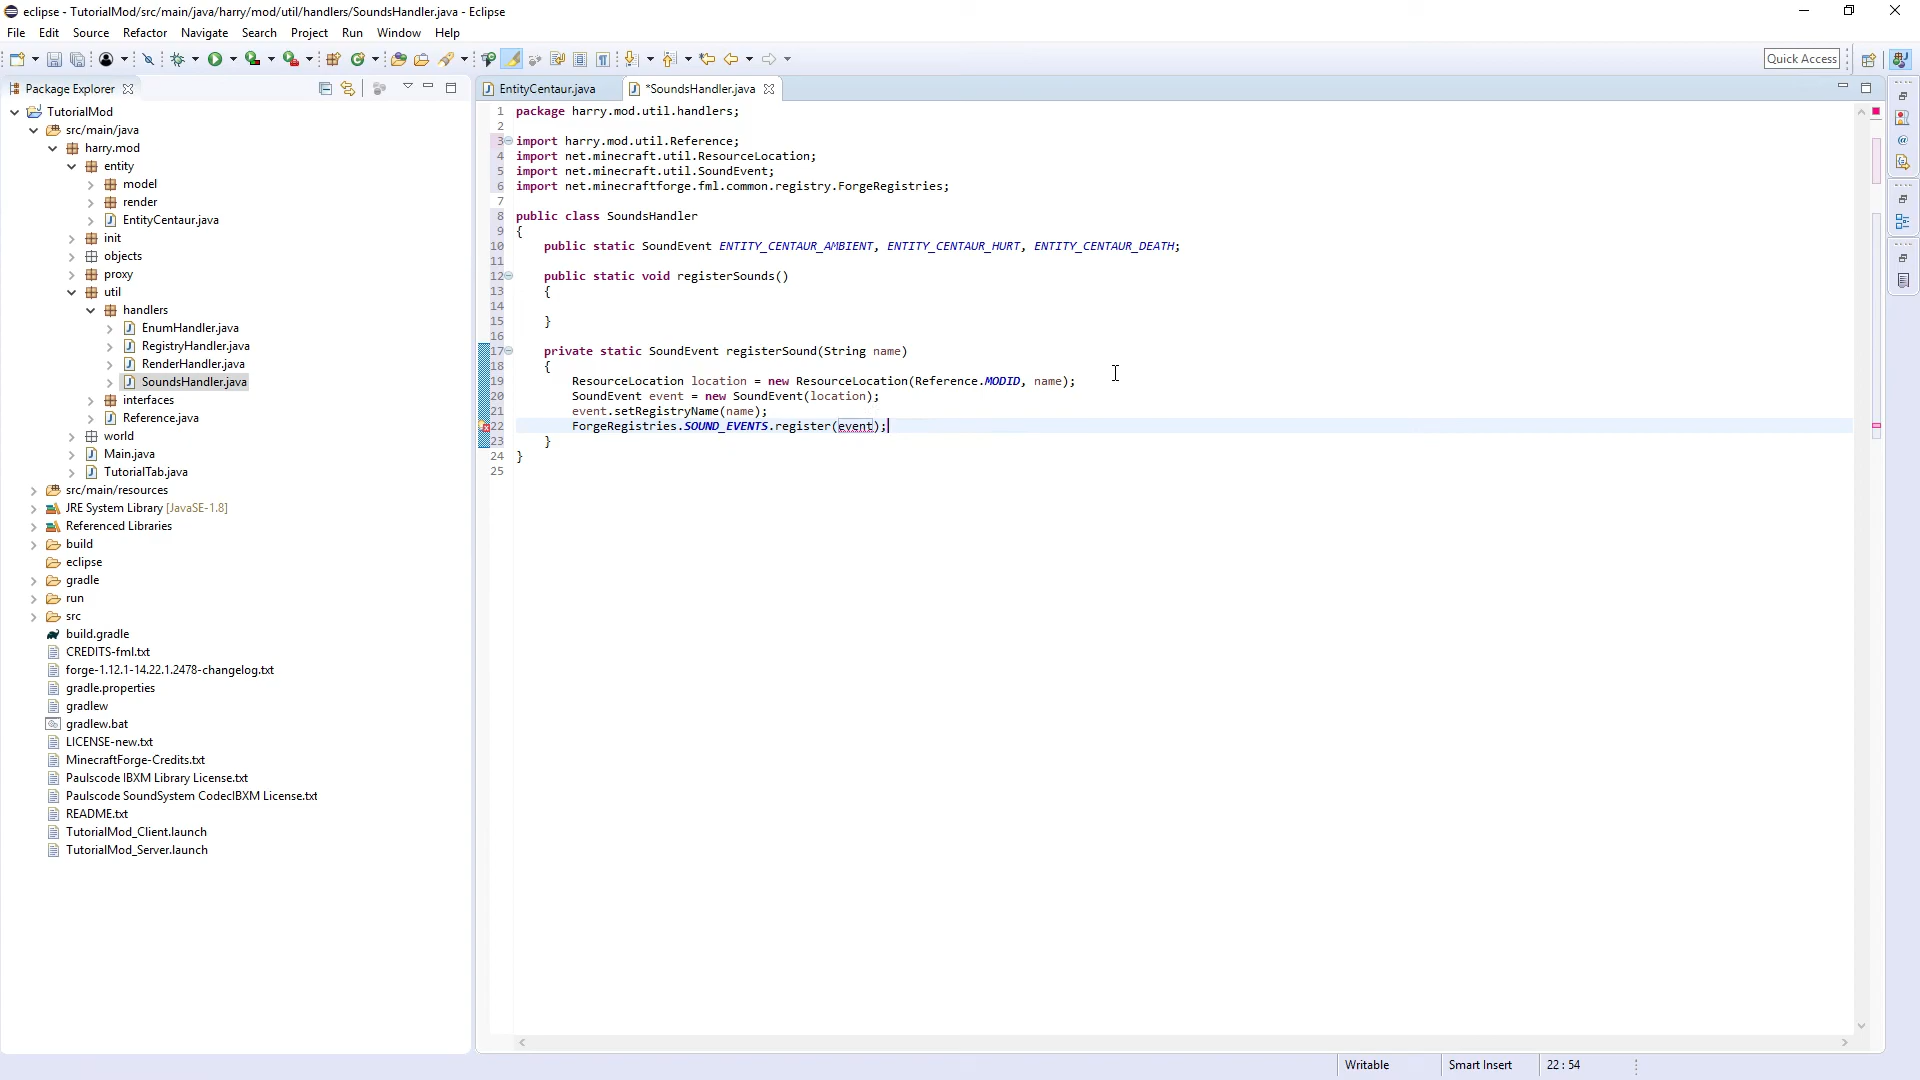 eclipse - TutorialMod/src/main/java/harry/mod/util/handlers/SoundsHandler.java - Eclipse
File Edit Source Refactor Navigate Search Project Run Window Help
Quick Access
Package Explorer
TutorialMod
src/main/java
harry.mod
entity
model
render
EntityCentaur.java
init
objects
proxy
util
handlers
EnumHandler.java
RegistryHandler.java
RenderHandler.java
SoundsHandler.java
interfaces
Reference.java
world
Main.java
TutorialTab.java
src/main/resources
JRE System Library [JavaSE-1.8]
Referenced Libraries
build
eclipse
gradle
run
src
build.gradle
CREDITS-fml.txt
forge-1.12.1-14.22.1.2478-changelog.txt
gradle.properties
gradlew
gradlew.bat
LICENSE-new.txt
MinecraftForge-Credits.txt
Paulscode IBXM Library License.txt
Paulscode SoundSystem CodecIBXM License.txt
README.txt
TutorialMod_Client.launch
TutorialMod_Server.launch
EntityCentaur.java *SoundsHandler.java
1 package harry.mod.util.handlers;
2
3 import harry.mod.util.Reference;
4 import net.minecraft.util.ResourceLocation;
5 import net.minecraft.util.SoundEvent;
6 import net.minecraftforge.fml.common.registry.ForgeRegistries;
7
8 public class SoundsHandler
9 {
10 public static SoundEvent ENTITY_CENTAUR_AMBIENT, ENTITY_CENTAUR_HURT, ENTITY_CENTAUR_DEATH;
11
12 public static void registerSounds()
13 {
14
15 }
16
17 private static SoundEvent registerSound(String name)
18 {
19 ResourceLocation location = new ResourceLocation(Reference.MODID, name);
20 SoundEvent event = new SoundEvent(location);
21 event.setRegistryName(name);
22 ForgeRegistries.SOUND_EVENTS.register(event);
23 }
24 }
25
Writable Smart Insert 22 : 54